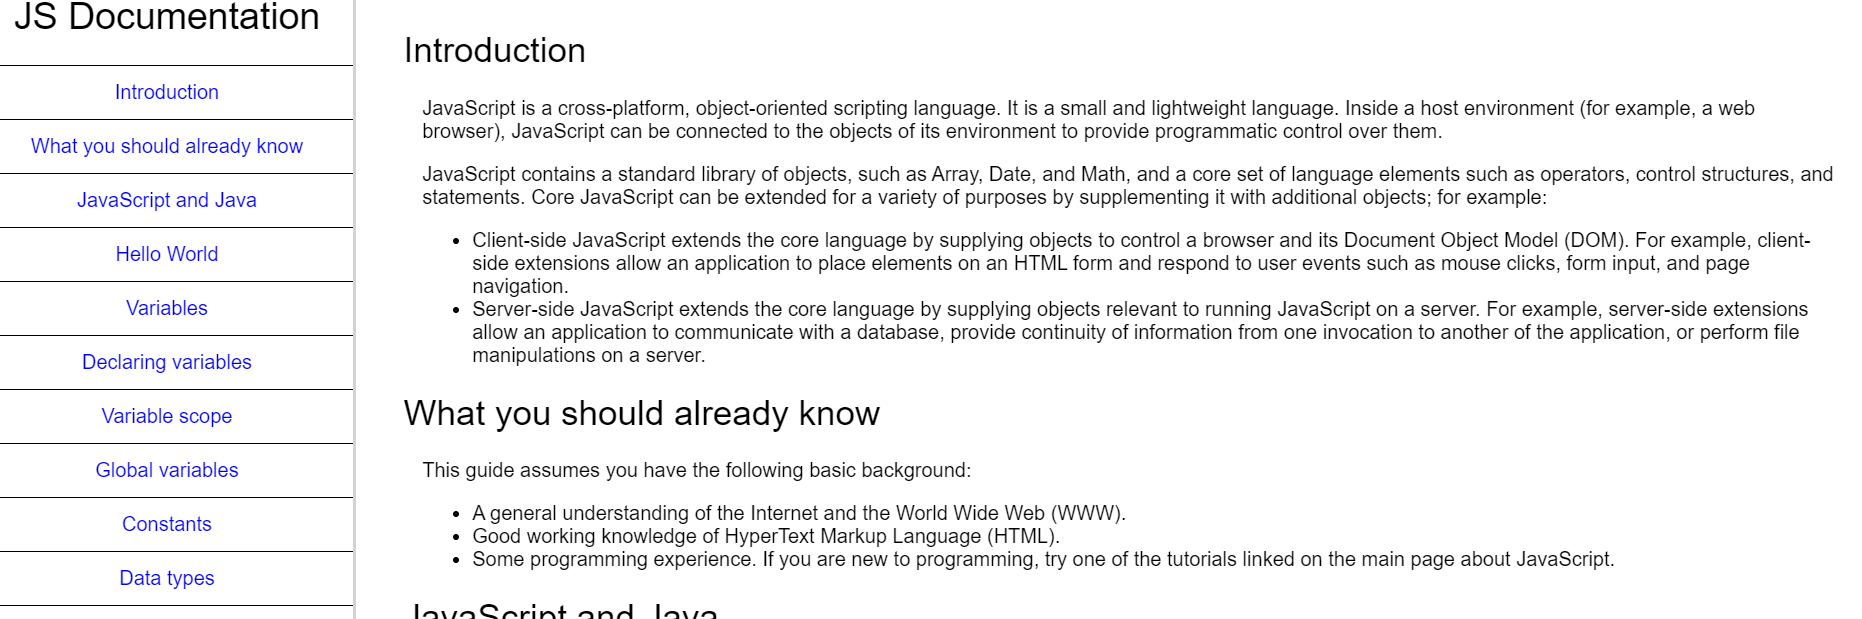 JS Documentation
Introduction
What you should already know
JavaScript and Java
Hello World
Variables
Declaring variables
Variable scope
Global variables
Constants
Data types
Introduction
JavaScript is a cross-platform, object-oriented scripting language. It is a small and lightweight language. Inside a host environment (for example, a web
browser), JavaScript can be connected to the objects of its environment to provide programmatic control over them.
JavaScript contains a standard library of objects, such as Array, Date, and Math, and a core set of language elements such as operators, control structures, and
statements. Core JavaScript can be extended for a variety of purposes by supplementing it with additional objects; for example:
• Client-side JavaScript extends the core language by supplying objects to control a browser and its Document Object Model (DOM). For example, client-
side extensions allow an application to place elements on an HTML form and respond to user events such as mouse clicks, form input, and page
navigation.
• Server-side JavaScript extends the core language by supplying objects relevant to running JavaScript on a server. For example, server-side extensions
allow an application to communicate with a database, provide continuity of information from one invocation to another of the application, or perform file
manipulations on a server.
What you should already know
This guide assumes you have the following basic background:
• A general understanding of the Internet and the World Wide Web (WWW).
• Good working knowledge of HyperText Markup Language (HTML).
• Some programming experience. If you are new to programming, try one of the tutorials linked on the main page about JavaScript.
JavaScript and Java